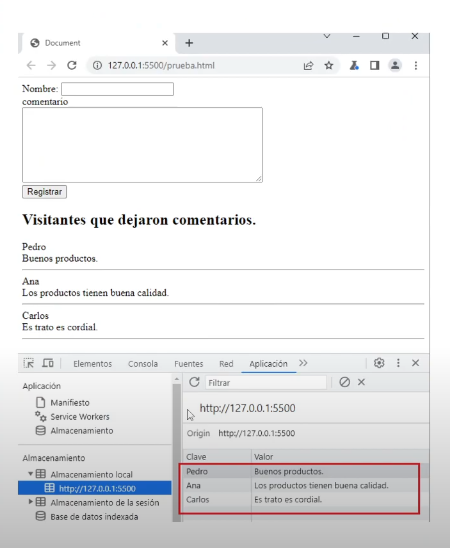 Document
127.0.0.1:5500/prueba.html
Nombre:
comentario
Registrar
Visitantes que dejaron comentarios.
Pedro
Buenos productos.
Ana
Los productos tienen buena calidad.
Carlos
Es trato es cordial.
Elementos Consola Fuentes Red Aplicación
Aplicación
Manifiesto
Service Workers
Almacenamiento
Almacenamiento
Almacenamiento local
http://127.0.0.1:5500
Almacenamiento de la sesión
Base de datos indexada
Filtrar
http://127.0.0.1:5500
Origin http://127.0.0.1:5500
Clave Valor
Pedro Buenos productos.
Ana Los productos tienen buena calidad.
Carlos Es trato es cordial.